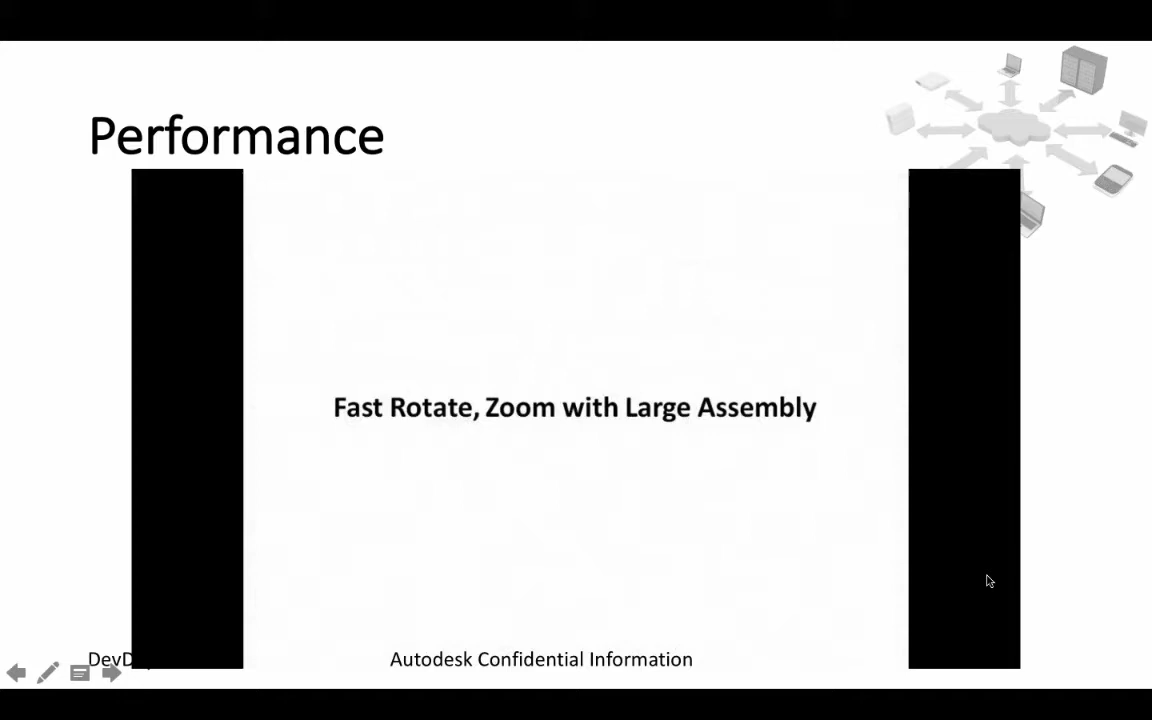 Performance
Fast Rotate, Zoom with Large Assembly
Autodesk Confidential Information